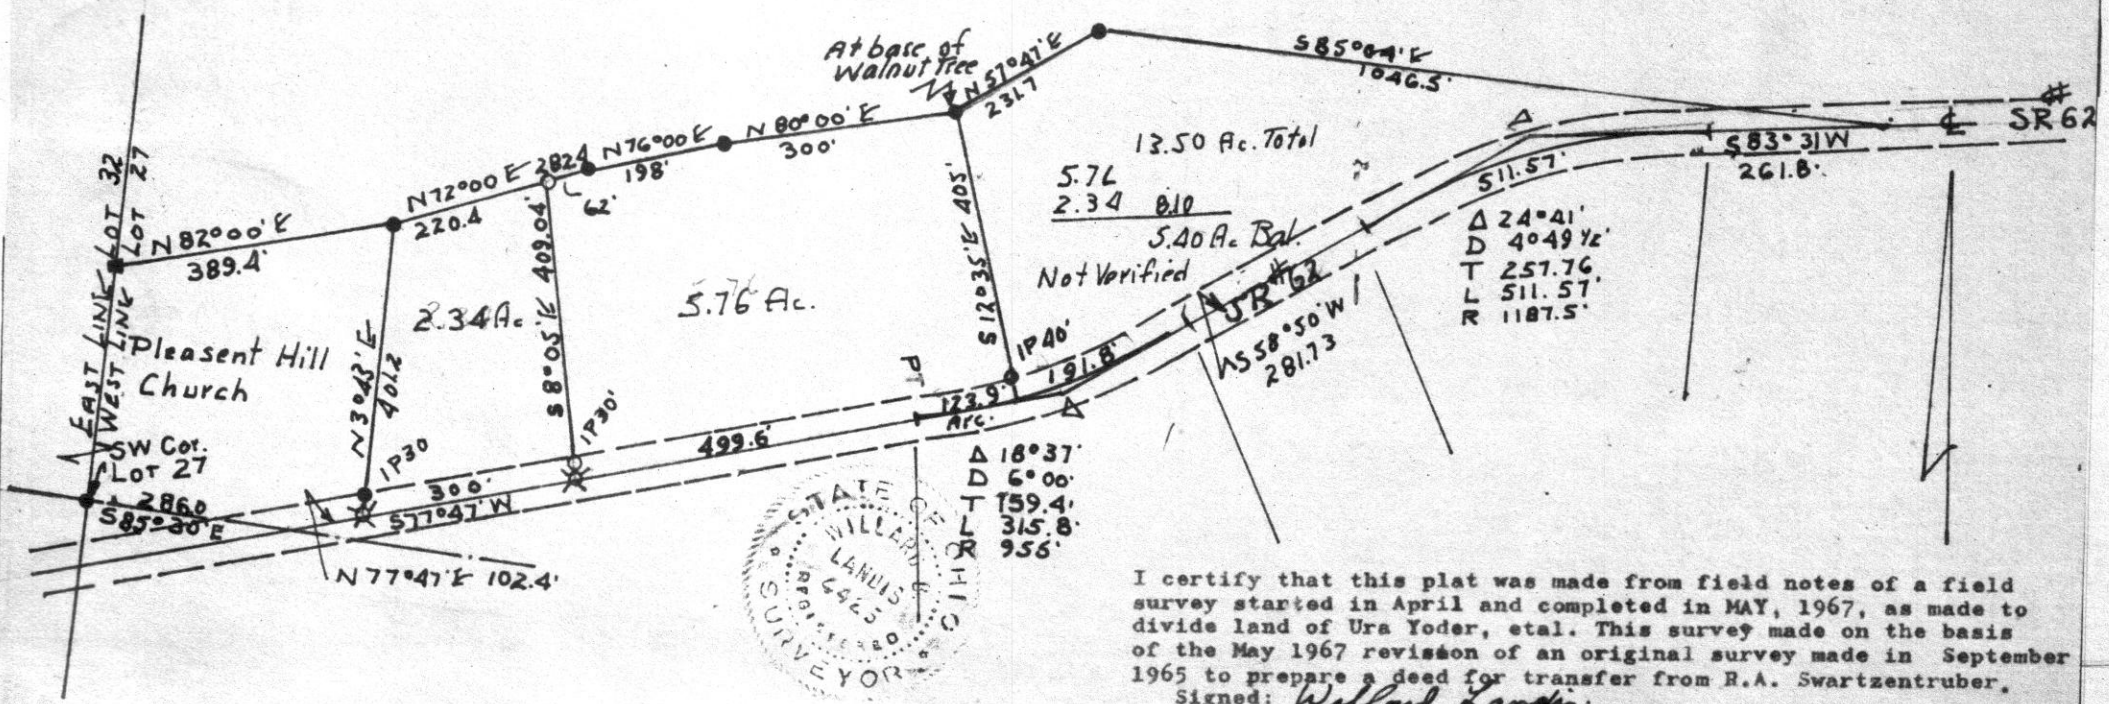 At base of
Walnut Tree
N 57°47' E
231.7
S 85°04' E
1046.5'
SR 62
S 83°31 W
261.8'
511.57'
13.50 Ac. Total
5.76
2.34 8.10
5.40 Ac Bal.
Not Verified
Δ 24°41'
D 4°49 ½'
T 257.76
L 511.57'
R 1187.5'
EAST LINE LOT 32
WEST LINE LOT 27
N 82°00' E
389.4'
N 72°00 E
220.4
282.4
62'
N 76°00 E
198'
N 80°00' E
300'
Pleasent Hill
Church
N 3°43' E
401.2
2.34 Ac
S 8°05' E 409.04'
5.76 Ac.
S 12°35' E 405'
SR #62
S 58°50' W
281.73
IP 40'
191.8'
PT
123.9'
Arc.
Δ
Δ
SW Cor.
LOT 27
286.0
S 85°30' E
IP 30
IP 30'
300'
S 77°47' W
499.6'
N 77°47' E 102.4'
Δ 18°37'
D 6°00'
T 159.4'
L 315.8'
R 955'
STATE OF OHIO
WILLARD
LANDIS
4463
REGISTERED
SURVEYOR
I certify that this plat was made from field notes of a field
survey started in April and completed in MAY, 1967, as made to
divide land of Ura Yoder, etal. This survey made on the basis
of the May 1967 revision of an original survey made in September
1965 to prepare a deed for transfer from R.A. Swartzentruber.
Signed: Willard Landis